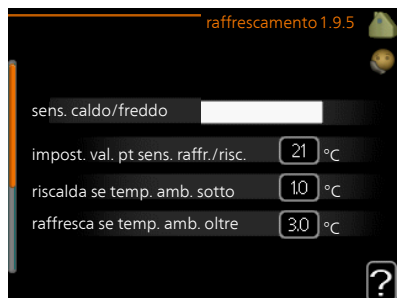 raffrescamento 1.9.5
sens. caldo/freddo
impost. val. pt sens. raffr./risc. 21 °C
riscalda se temp. amb. sotto 1.0 °C
raffresca se temp. amb. oltre 3.0 °C
?